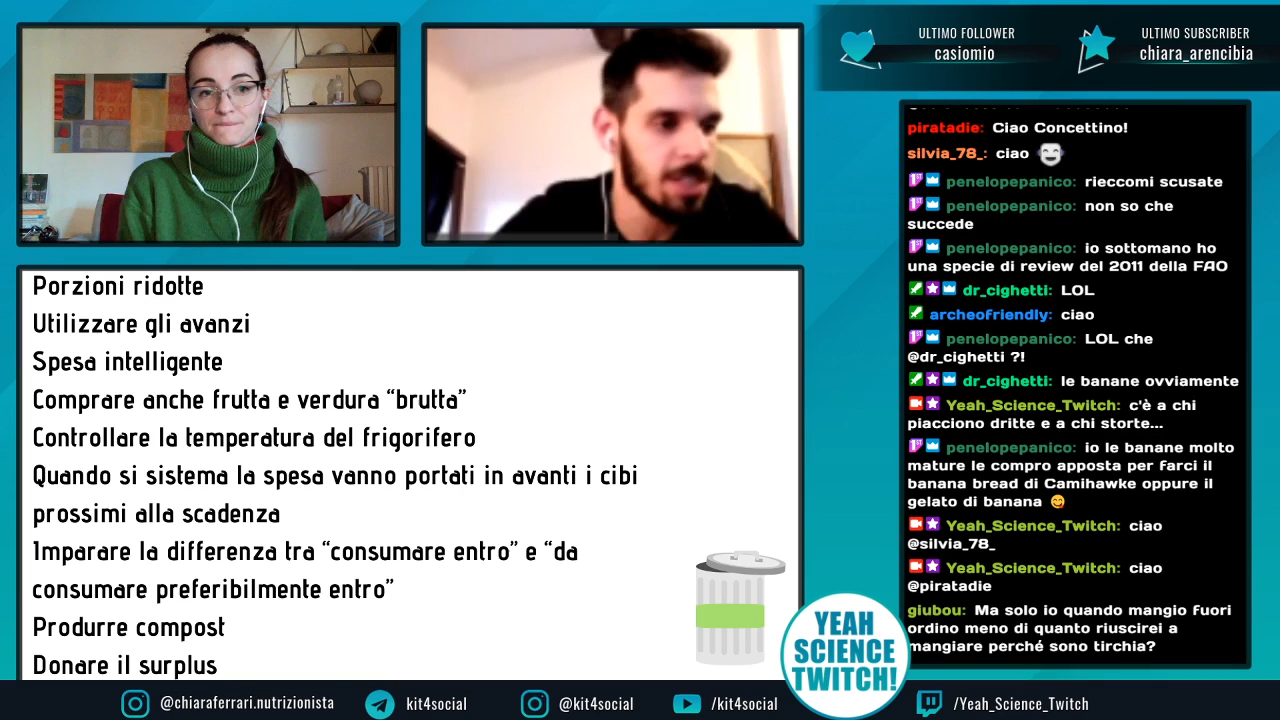 ULTIMO FOLLOWER
casiomio
ULTIMO SUBSCRIBER
chiara_arencibia
Porzioni ridotte
Utilizzare gli avanzi
Spesa intelligente
Comprare anche frutta e verdura “brutta”
Controllare la temperatura del frigorifero
Quando si sistema la spesa vanno portati in avanti i cibi
prossimi alla scadenza
Imparare la differenza tra “consumare entro” e “da
consumare preferibilmente entro”
Produrre compost
Donare il surplus
piratadie: Ciao Concettino!
silvia_78_: ciao
penelopepanico: rieccomi scusate
penelopepanico: non so che
succede
penelopepanico: io sottomano ho
una specie di review del 2011 della FAO
dr_cighetti: LOL
archeofriendly: ciao
penelopepanico: LOL che
@dr_cighetti ?!
dr_cighetti: le banane ovviamente
Yeah_Science_Twitch: c'è a chi
piacciono dritte e a chi storte...
penelopepanico: io le banane molto
mature le compro apposta per farci il
banana bread di Camihawke oppure il
gelato di banana 😋
Yeah_Science_Twitch: ciao
@silvia_78_
Yeah_Science_Twitch: ciao
@piratadie
giubou: Ma solo io quando mangio fuori
ordino meno di quanto riuscirei a
mangiare perché sono tirchia?
YEAH
SCIENCE
TWITCH!
@chiaraferrari.nutrizionista
kit4social
@kit4social
/kit4social
/Yeah_Science_Twitch